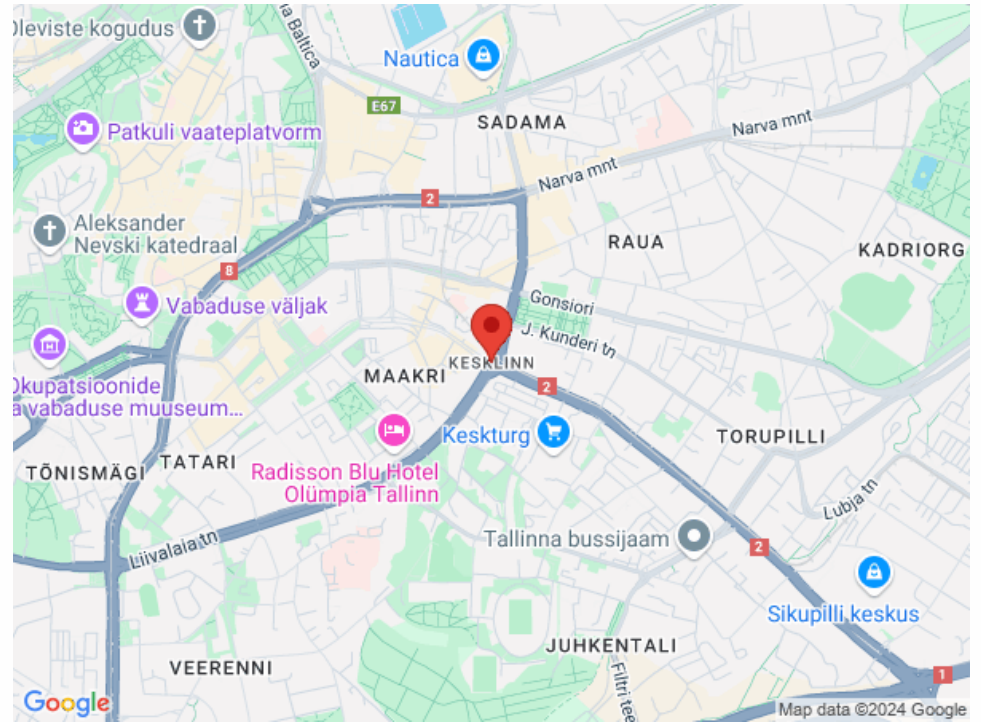 Oleviste kogudus
Baltica
Nautica
E67
SADAMA
Narva mnt
Patkuli vaateplatvorm
Narva mnt
2
Aleksander
Nevski katedraal
RAUA
KADRIORG
8
Gonsiori
Vabaduse väljak
J. Kunderi tn
KESKLINN
MAAKRI
2
Okupatsioonide
a vabaduse muuseum...
Keskturg
TORUPILLI
TÕNISMÄGI
TATARI
Radisson Blu Hotel
Olümpia Tallinn
Lubja tn
Liivalaia tn
Tallinna bussijaam
2
Sikupilli keskus
JUHKENTALI
VEERENNI
Filtri tee
1
Google
Map data ©2024 Google